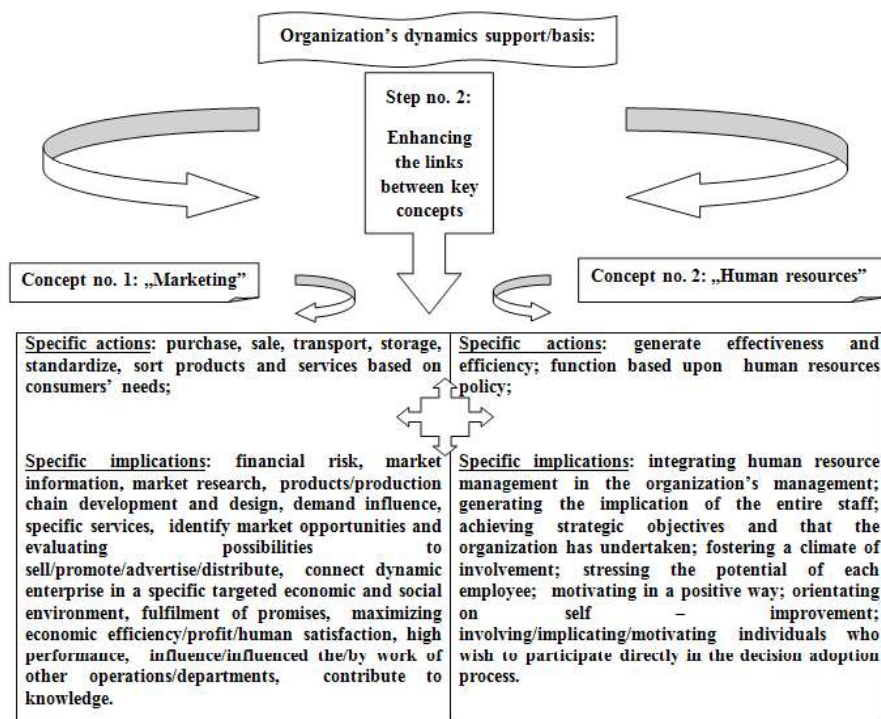 Organization's dynamics support/basis:
Step no. 2:
Enhancing
the links
between key
concepts
Concept no. 1: „Marketing”
Concept no. 2: „Human resources”
Specific actions: purchase, sale, transport, storage,
standardize, sort products and services based on
consumers' needs;
Specific implications: financial risk, market
information, market research, products/production
chain development and design, demand influence,
specific services, identify market opportunities and
evaluating possibilities to
sell/promote/advertise/distribute, connect dynamic
enterprise in a specific targeted economic and social
environment, fulfilment of promises, maximizing
economic efficiency/profit/human satisfaction, high
performance, influence/influenced the/by work of
other operations/departments, contribute to
knowledge.
Specific actions: generate effectiveness and
efficiency; function based upon human resources
policy;
Specific implications: integrating human resource
management in the organization's management;
generating the implication of the entire staff;
achieving strategic objectives and that the
organization has undertaken; fostering a climate of
involvement; stressing the potential of each
employee; motivating in a positive way; orientating
on self – improvement;
involving/implicating/motivating individuals who
wish to participate directly in the decision adoption
process.